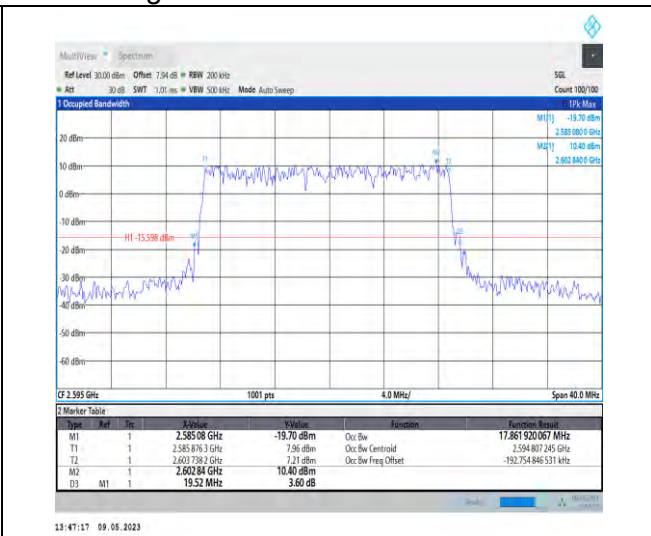 MultiView Spectrum
Ref Level 30.00 dBm Offset 7.94 dB RBW 200 kHz SGL
Att 30 dB SWT 1.01 ms VBW 500 kHz Mode Auto Sweep Count 100/100
1 Occupied Bandwidth 1Pk Max
M1[1] -19.70 dBm
2.585 080 0 GHz
M2[1] 10.40 dBm
2.602 840 0 GHz
20 dBm
10 dBm
0 dBm
-10 dBm
-20 dBm
-30 dBm
-40 dBm
-50 dBm
-60 dBm
T1
M2
T2
H1 -15.598 dBm
M1
D3
CF 2.595 GHz 1001 pts 4.0 MHz/ Span 40.0 MHz
2 Marker Table
Type Ref Trc X-Value Y-Value Function Function Result
M1 1 2.585 08 GHz -19.70 dBm Occ Bw 17.861 920 067 MHz
T1 1 2.585 876 3 GHz 7.96 dBm Occ Bw Centroid 2.594 807 245 GHz
T2 1 2.603 738 2 GHz 7.21 dBm Occ Bw Freq Offset -192.754 846 531 kHz
M2 1 2.602 84 GHz 10.40 dBm
D3 M1 1 19.52 MHz 3.60 dB
13:47:17 09.05.2023